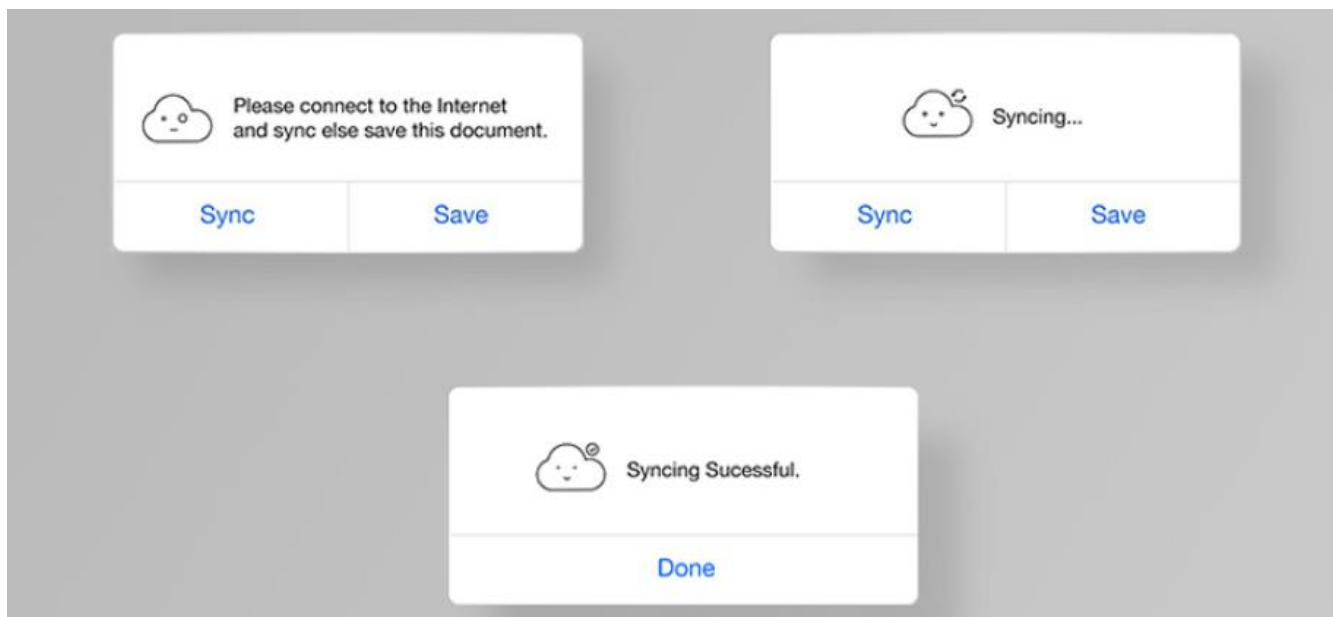 Please connect to the Internet
and sync else save this document.
Sync
Save
Syncing...
Sync
Save
Syncing Sucessful.
Done